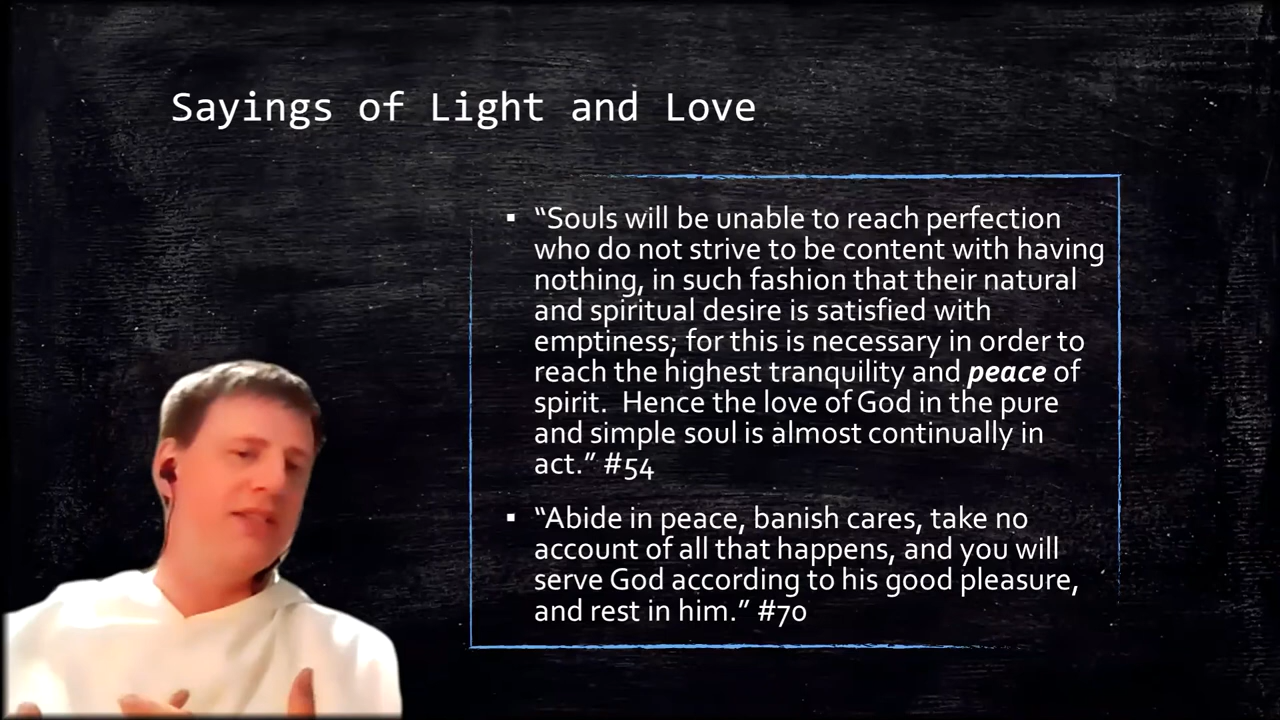 Sayings of Light and Love
▪ “Souls will be unable to reach perfection
who do not strive to be content with having
nothing, in such fashion that their natural
and spiritual desire is satisfied with
emptiness; for this is necessary in order to
reach the highest tranquility and peace of
spirit.  Hence the love of God in the pure
and simple soul is almost continually in
act.” #54
▪ “Abide in peace, banish cares, take no
account of all that happens, and you will
serve God according to his good pleasure,
and rest in him.” #70